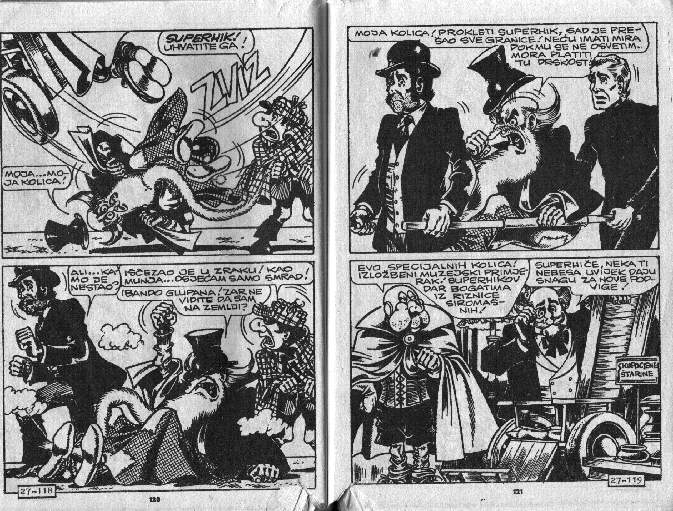 SUPERHIK!
UHVATITE GA!
ZVIZ
MOJA....MO-
JA KOLICA!
ALI...KA-
MO JE
NESTAO?
IŠČEZAO JE U ZRAKU! KAO
MUNJA... OSJEĆAM SAMO SMRAD!
BANDO GLUPANA! ZAR NE
VIDITE DA SAM
NA ZEMLJI?
27-118
120
MOJA KOLICA! PROKLETI SUPERHIK, SAD JE PRE-
ŠAO SVE GRANICE! NEĆU IMATI MIRA
DOK MU SE NE OSVETIM...
MORA PLATITI
TU DRSKOST!
EVO SPECIJALNIH KOLICA!
IZLOŽBENI MUZEJSKI PRIMJE-
RAK! SUPERHIKOV
DAR BOGATIMA
IZ RIZNICE
SIROMAŠ-
NIH!
SUPERHIČE, NEKA TI
NEBESA UVIJEK DAJU
SNAGU ZA NOVE POD-
VIGE!
SKUPOCJENE
STARINE
27-119
121